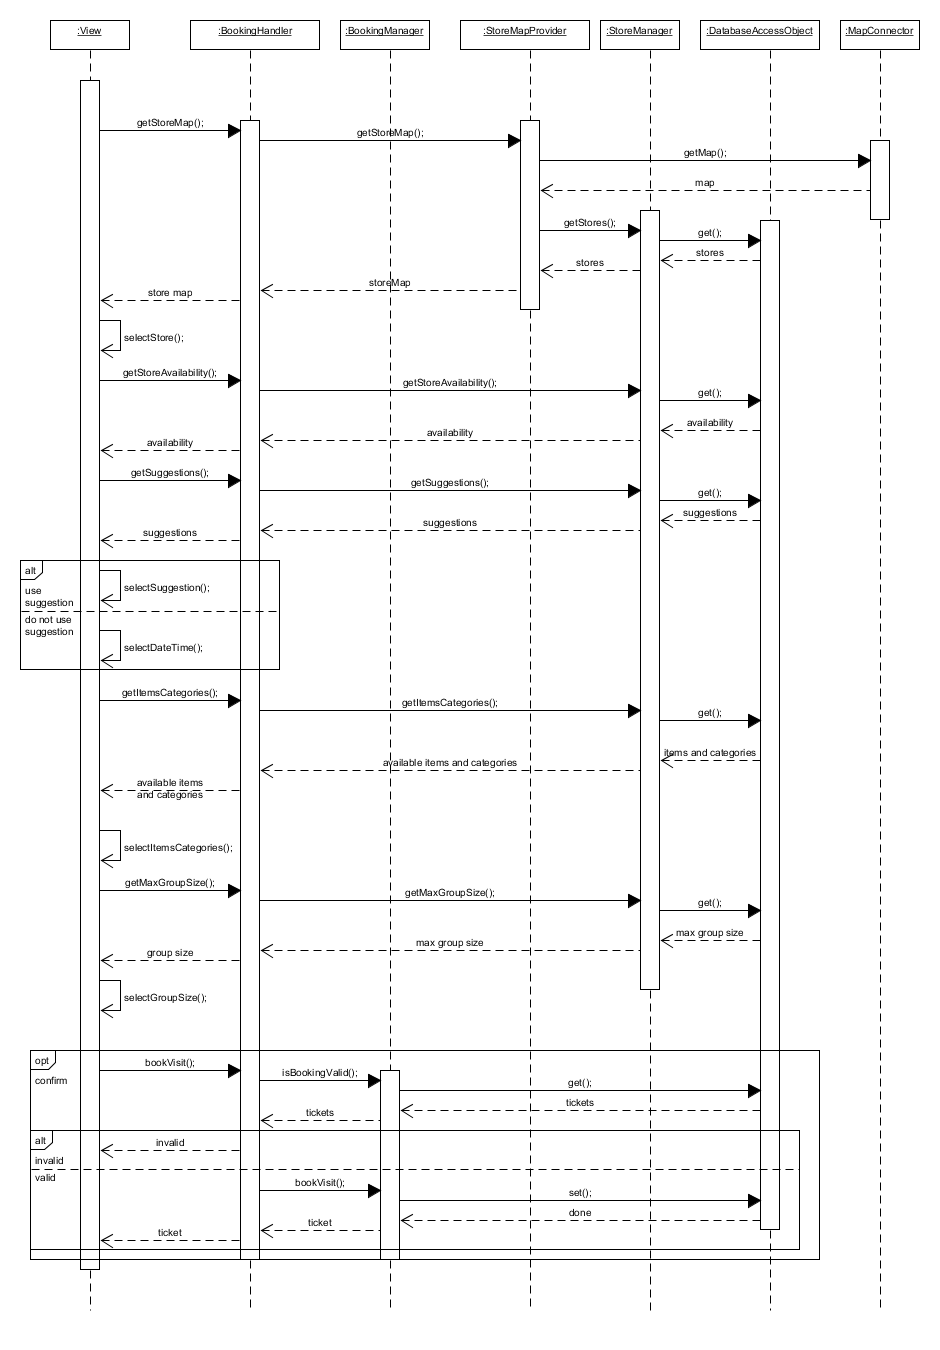 :View
:BookingHandler
:BookingManager
:StoreMapProvider
:StoreManager
:DatabaseAccessObject
:MapConnector
getStoreMap();
getStoreMap();
getMap();
map
getStores();
get();
stores
stores
storeMap
store map
selectStore();
getStoreAvailability();
getStoreAvailability();
get();
availability
availability
availability
getSuggestions();
getSuggestions();
get();
suggestions
suggestions
suggestions
alt
use
suggestion
selectSuggestion();
do not use
suggestion
selectDateTime();
getItemsCategories();
getItemsCategories();
get();
items and categories
available items and categories
available items
and categories
selectItemsCategories();
getMaxGroupSize();
getMaxGroupSize();
get();
max group size
max group size
group size
selectGroupSize();
opt
confirm
bookVisit();
isBookingValid();
get();
tickets
tickets
alt
invalid
invalid
valid
bookVisit();
set();
done
ticket
ticket